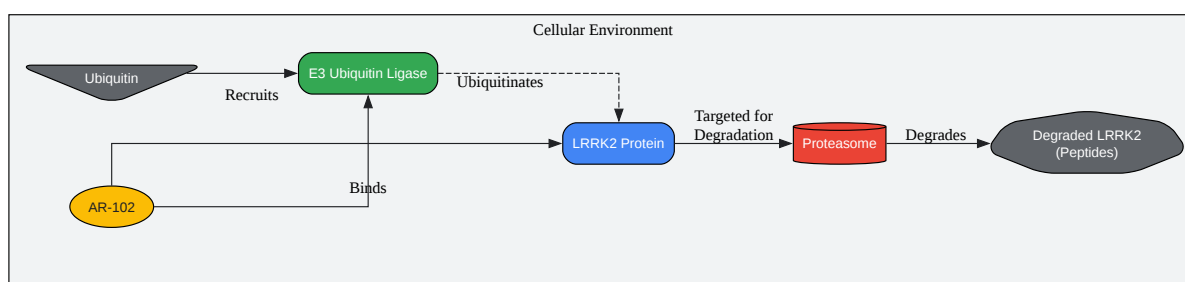 Cellular Environment
Ubiquitin
Recruits
E3 Ubiquitin Ligase
Ubiquitinates
AR-102
Binds
LRRK2 Protein
Targeted for
Degradation
Proteasome
Degrades
Degraded LRRK2
(Peptides)